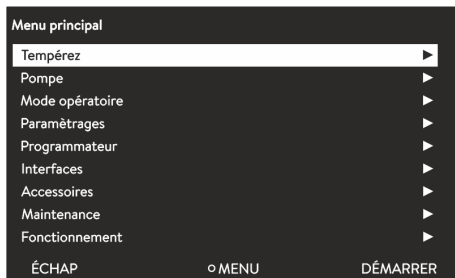 Menu principal
Tempérez
Pompe
Mode opératoire
Paramètrages
Programmateur
Interfaces
Accessoires
Maintenance
Fonctionnement
ÉCHAP MENU DÉMARRER